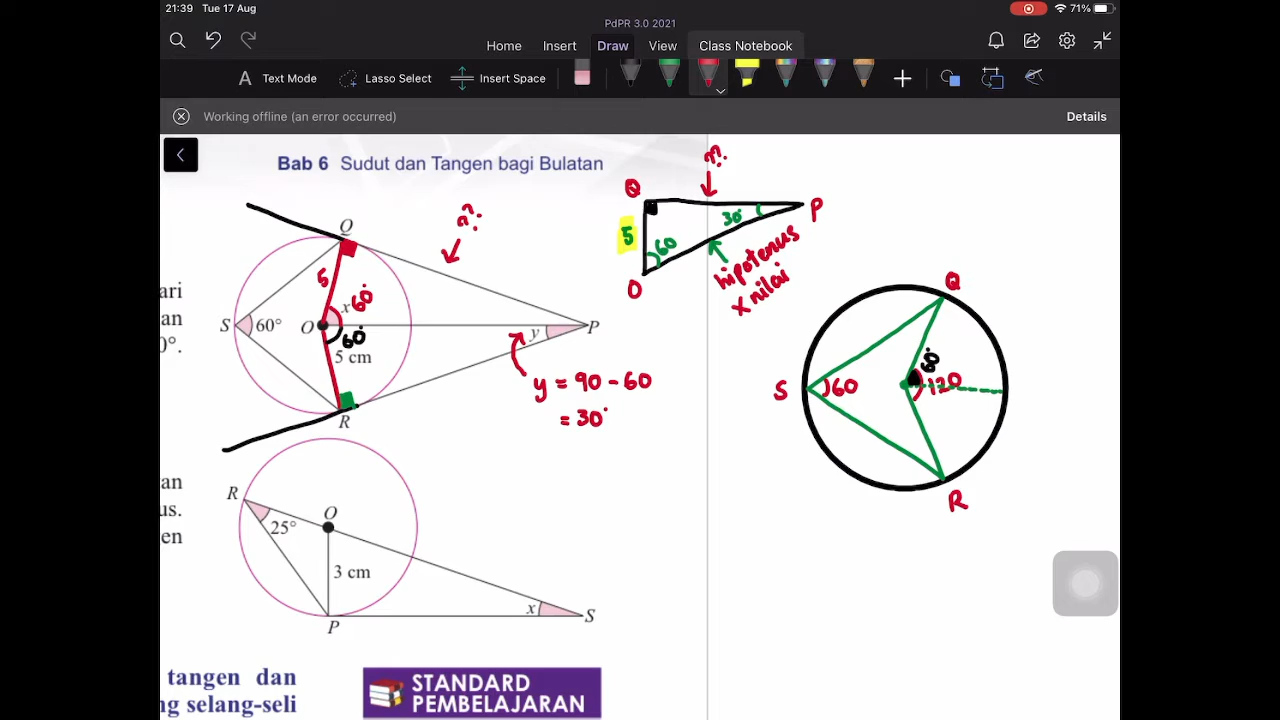 21:39 Tue 17 Aug
71%
PdPR 3.0 2021
Home Insert Draw View Class Notebook
Text Mode Lasso Select Insert Space
Working offline (an error occurred) Details
Bab 6 Sudut dan Tangen bagi Bulatan
Q
??
5
x 60°
S 60° O P
60° y
5 cm
y = 90 - 60
= 30°
R
??
Q
30° P
5 60
O
hipotenus
x nilai
Q
60°
S 60 120
R
ari
an
0°.
R
25° O
3 cm
x S
P
an
us.
en
tangen dan
ng selang-seli
STANDARD
PEMBELAJARAN